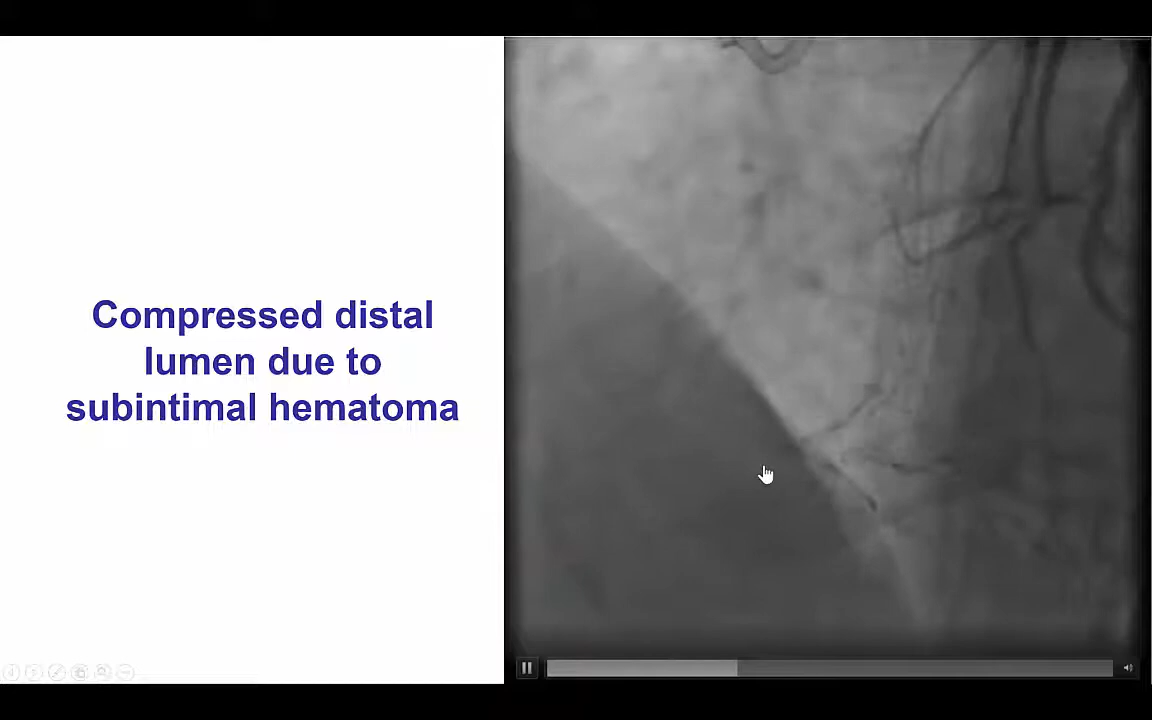 Compressed distal
lumen due to
subintimal hematoma